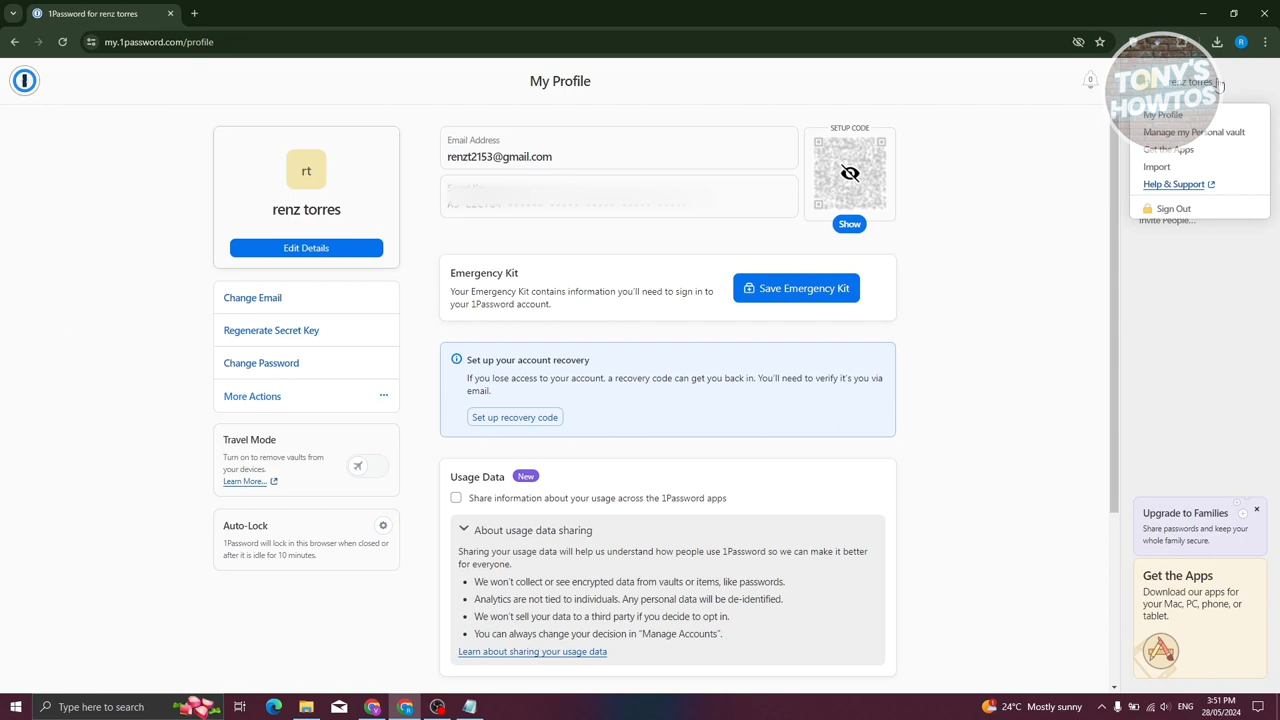 1Password for renz torres
my.1password.com/profile
R
My Profile
0
renz torres
TONY'S
HOWTOS
My Profile
Manage my Personal vault
Get the Apps
Import
Help & Support
Sign Out
Invite People...
rt
renz torres
Edit Details
Change Email
Regenerate Secret Key
Change Password
More Actions
Travel Mode
Turn on to remove vaults from
your devices.
Learn More...
Auto-Lock
1Password will lock in this browser when closed or
after it is idle for 10 minutes.
Email Address
renzt2153@gmail.com
SETUP CODE
Show
Emergency Kit
Your Emergency Kit contains information you'll need to sign in to
your 1Password account.
Save Emergency Kit
Set up your account recovery
If you lose access to your account, a recovery code can get you back in. You'll need to verify it's you via
email.
Set up recovery code
Usage Data New
Share information about your usage across the 1Password apps
About usage data sharing
Sharing your usage data will help us understand how people use 1Password so we can make it better
for everyone.
• We won't collect or see encrypted data from vaults or items, like passwords.
• Analytics are not tied to individuals. Any personal data will be de-identified.
• We won't sell your data to a third party if you decide to opt in.
• You can always change your decision in "Manage Accounts".
Learn about sharing your usage data
Upgrade to Families
Share passwords and keep your
whole family secure.
Get the Apps
Download our apps for
your Mac, PC, phone, or
tablet.
Type here to search
24°C Mostly sunny
ENG
3:51 PM
28/05/2024